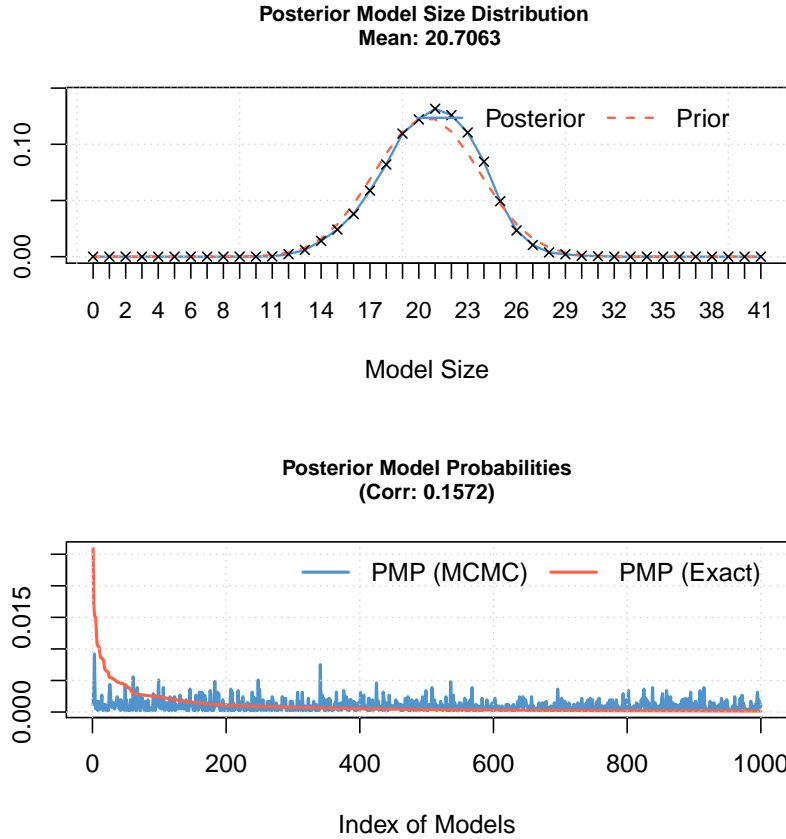 Posterior Model Size Distribution
Mean: 20.7063
0.10
0.00
Posterior Prior
0 2 4 6 8 11 14 17 20 23 26 29 32 35 38 41
Model Size
Posterior Model Probabilities
(Corr: 0.1572)
0.015
0.000
PMP (MCMC) PMP (Exact)
0 200 400 600 800 1000
Index of Models